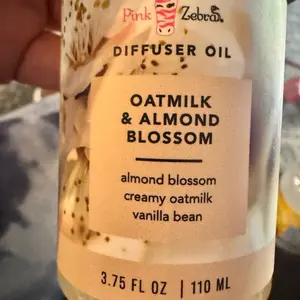 Pink Zebra
DIFFUSER OIL
OATMILK
& ALMOND
BLOSSOM
almond blossom
creamy oatmilk
vanilla bean
3.75 FL OZ | 110 ML